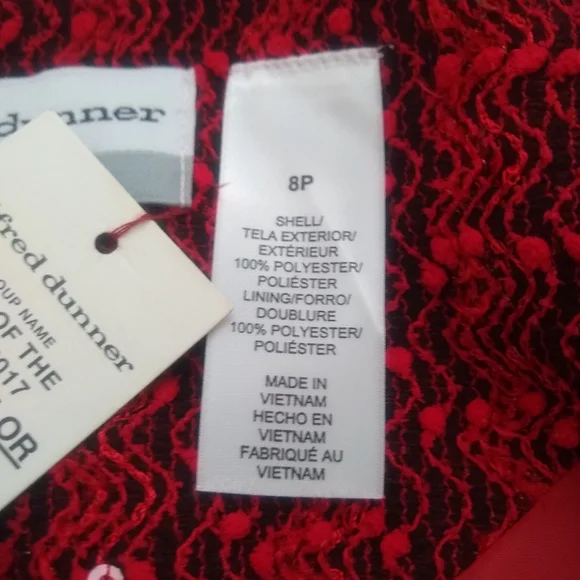 dunner
fred dunner
OUP NAME
OF THE
017
OR
8P
SHELL/
TELA EXTERIOR/
EXTÉRIEUR
100% POLYESTER/
POLIÉSTER
LINING/FORRO/
DOUBLURE
100% POLYESTER/
POLIÉSTER
MADE IN
VIETNAM
HECHO EN
VIETNAM
FABRIQUÉ AU
VIETNAM